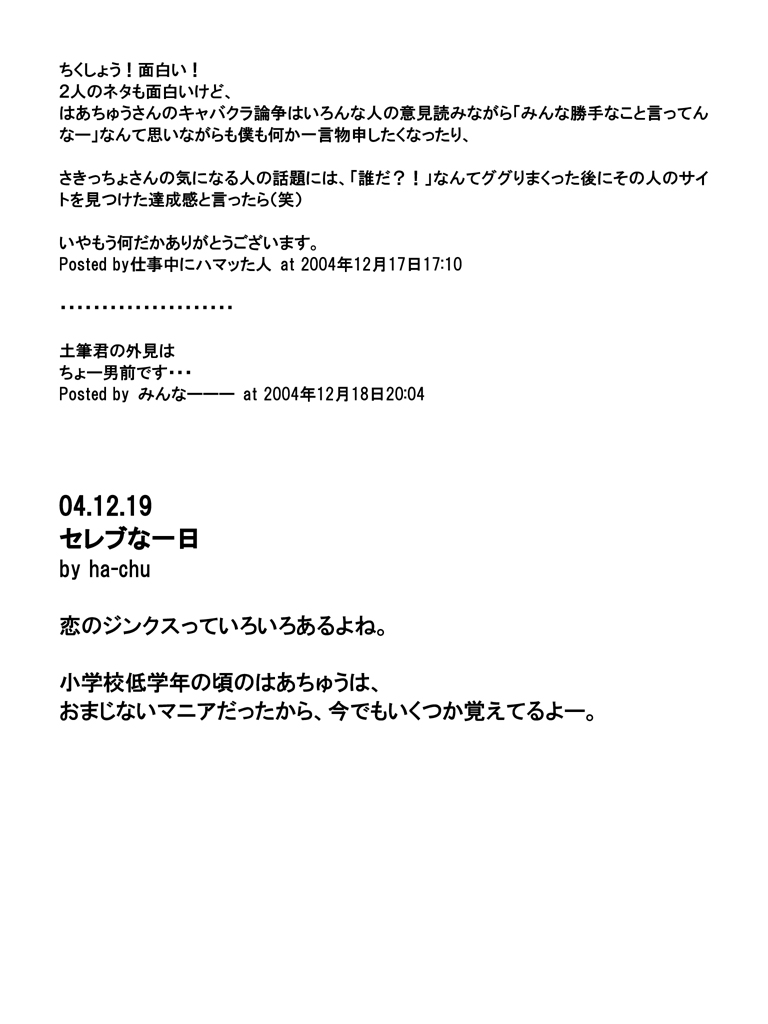 ちくしょう！面白い！
２人のネタも面白いけど、
はあちゅうさんのキャバクラ論争はいろんな人の意見読みながら「みんな勝手なこと言ってん
なー」なんて思いながらも僕も何か一言物申したくなったり、
さきっちょさんの気になる人の話題には、「誰だ？！」なんてググりまくった後にその人のサイ
トを見つけた達成感と言ったら（笑）
いやもう何だかありがとうございます。
Posted by仕事中にハマッた人 at 2004年12月17日17:10
・・・・・・・・・・・・・・・・・・・・・
土筆君の外見は
ちょー男前です・・・
Posted by みんなーーー at 2004年12月18日20:04
04.12.19
セレブな一日
by ha-chu
恋のジンクスっていろいろあるよね。
小学校低学年の頃のはあちゅうは、
おまじないマニアだったから、今でもいくつか覚えてるよー。